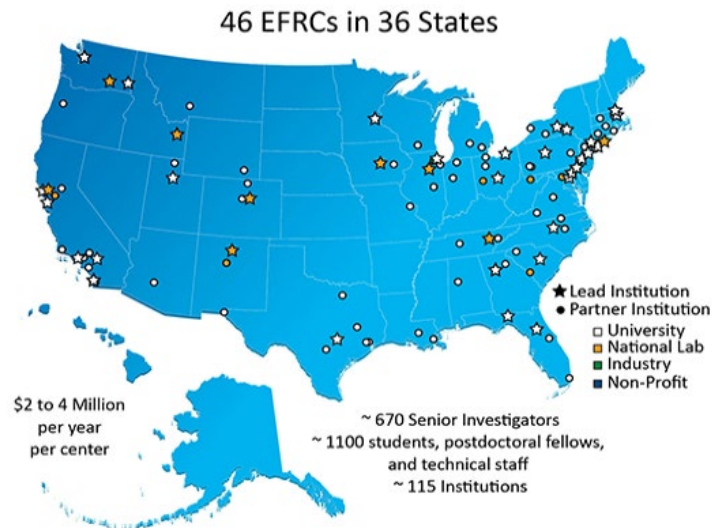 46 EFRCs in 36 States
Lead Institution
Partner Institution
University
National Lab
Industry
Non-Profit
$2 to 4 Million
per year
per center
~ 670 Senior Investigators
~ 1100 students, postdoctoral fellows,
and technical staff
~ 115 Institutions